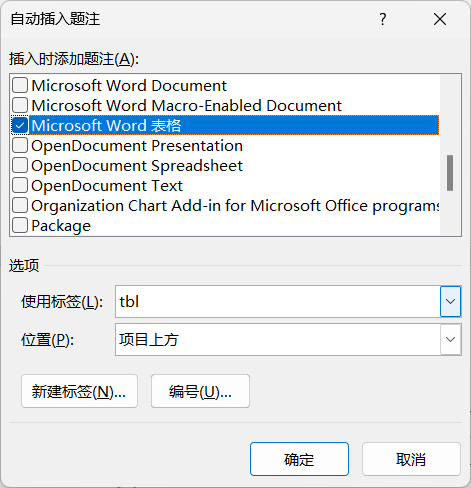 自动插入题注
?
插入时添加题注(A):
Microsoft Word Document
Microsoft Word Macro-Enabled Document
Microsoft Word 表格
OpenDocument Presentation
OpenDocument Spreadsheet
OpenDocument Text
Organization Chart Add-in for Microsoft Office programs
Package
选项
使用标签(L): tbl
位置(P): 项目上方
新建标签(N)... 编号(U)...
确定 取消